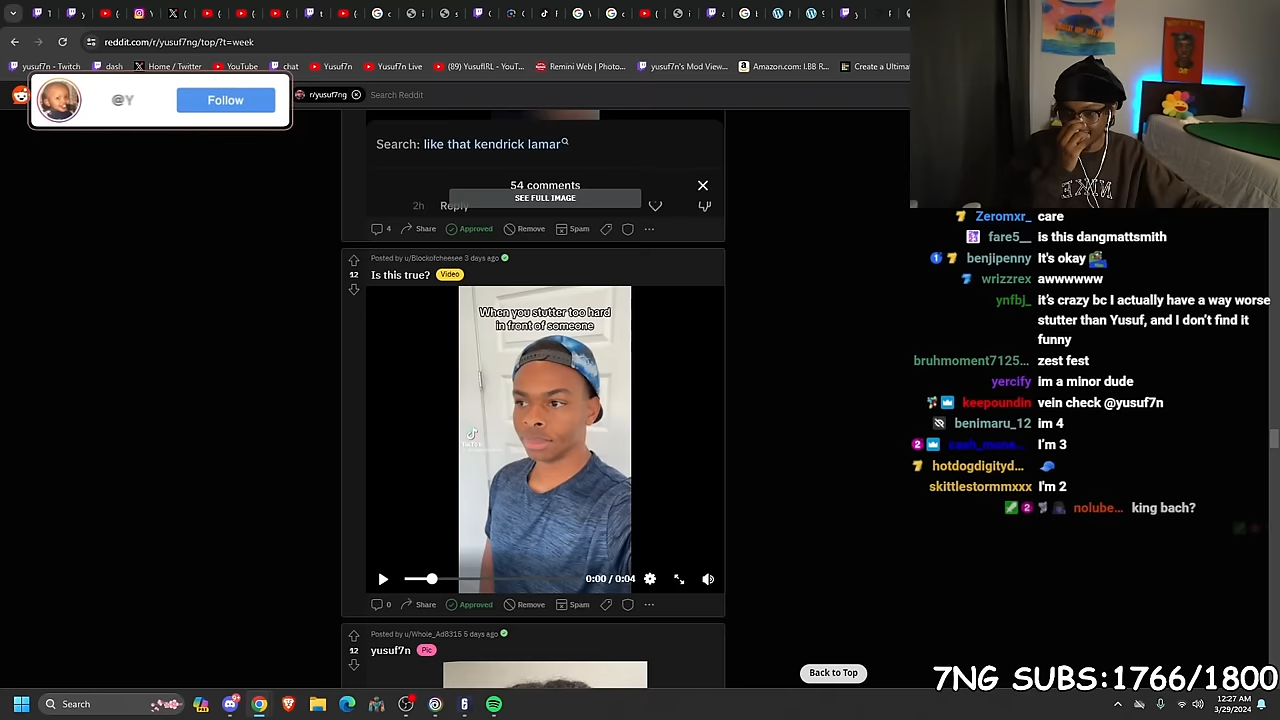 reddit.com/r/yusuf7ng/top/?t=week
yusuf7n - Twitch
dash
Home / Twitter
YouTube
chat
Yusuf7n
Yusuf7n Live
(89) YusufIRL - YouT...
Remini Web | Photo...
yusuf7n's Mod View...
Amazon.com: LBB R...
Create a Ultima
@Y
Follow
r/yusuf7ng
Search Reddit
Search: like that kendrick lamar
54 comments
SEE FULL IMAGE
2h
Reply
4
Share
Approved
Remove
Spam
Posted by u/Blockofcheesee 3 days ago
12
Is this true?
Video
When you stutter too hard
in front of someone
TikTok
0:00 / 0:04
0
Share
Approved
Remove
Spam
Posted by u/Whole_Ad8315 5 days ago
12
yusuf7n
Pic
Back to Top
NIKE
Zeromxr_ care
fare5__ is this dangmattsmith
benjipenny It's okay
wrizzrex awwwwww
ynfbj_ it's crazy bc I actually have a way worse
stutter than Yusuf, and I don't find it
funny
bruhmoment7125... zest fest
yercify im a minor dude
keepoundin vein check @yusuf7n
benimaru_12 im 4
cash_mone... I'm 3
hotdogdigityd...
skittlestormmxxx I'm 2
nolube... king bach?
7NG SUBS:1766/1800
Search
12:27 AM
3/29/2024